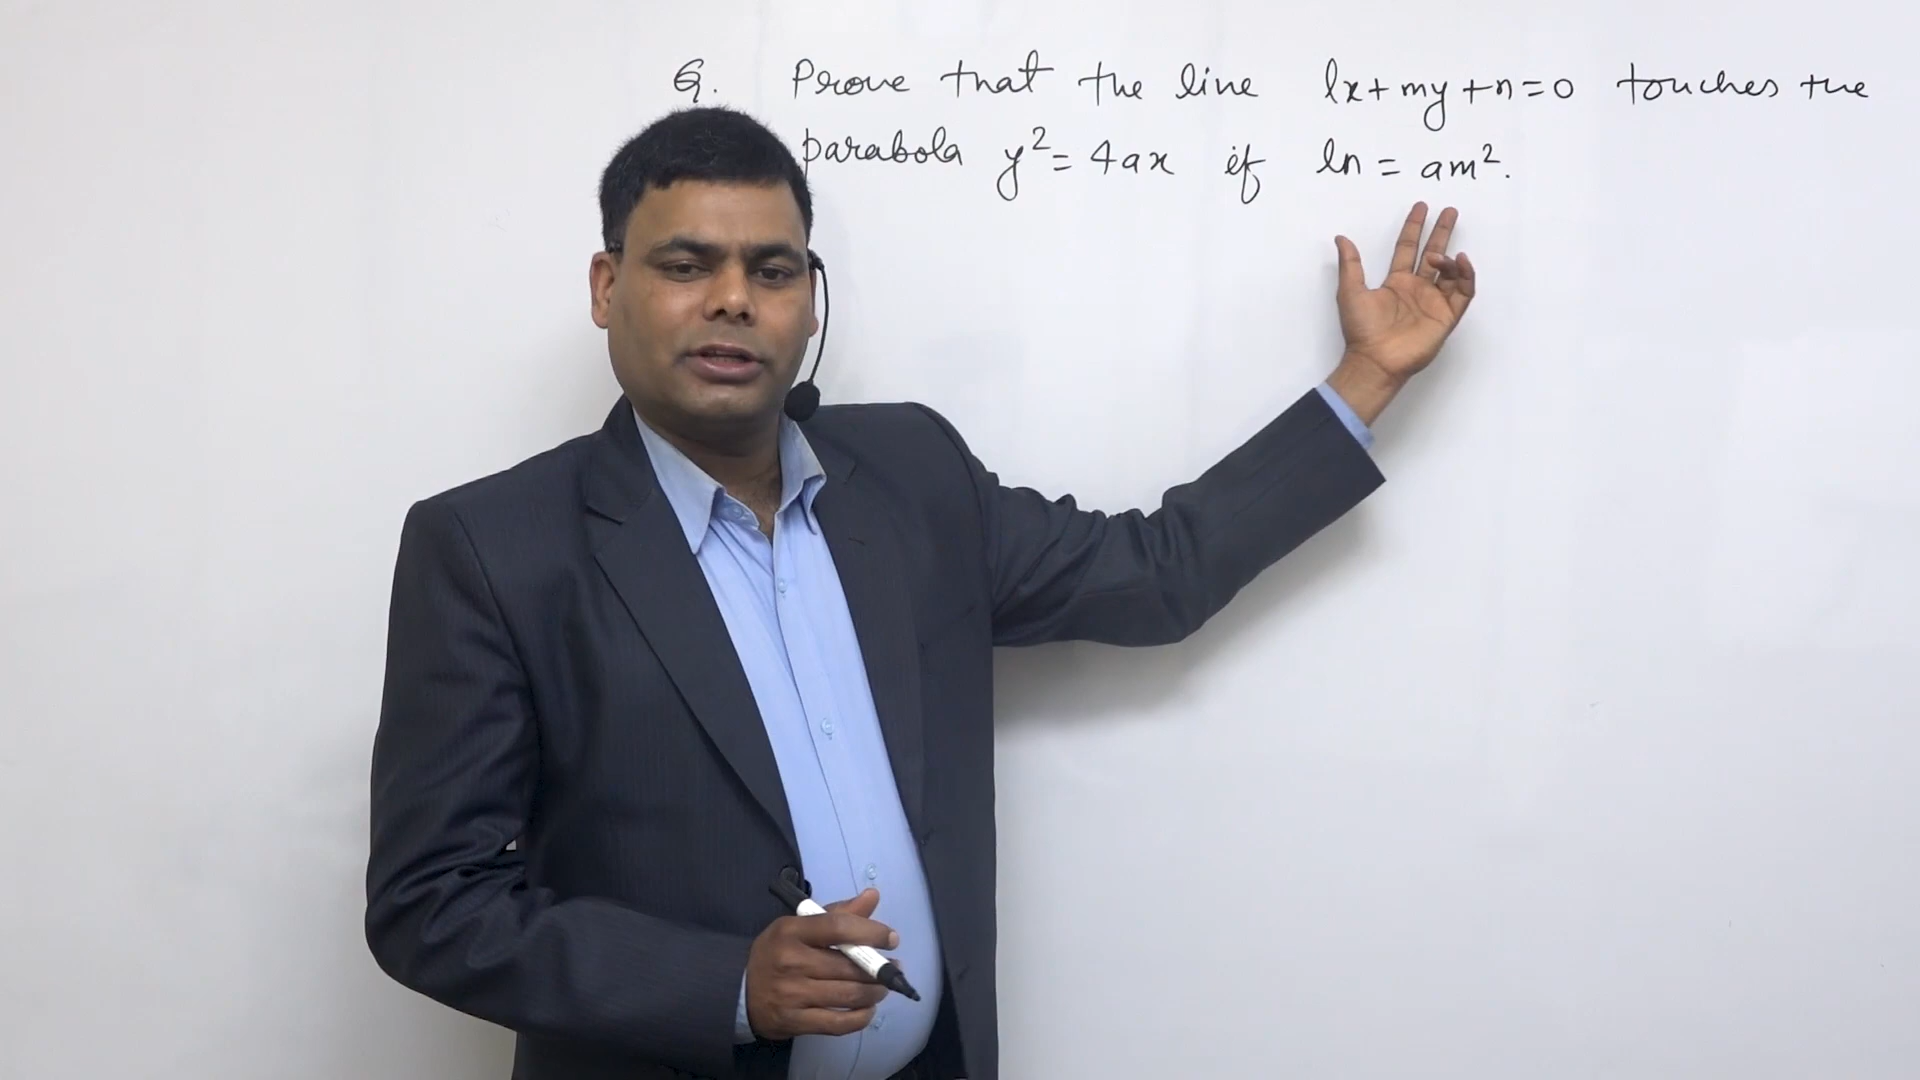 Q. Prove that the line lx+my+n=0 touches the
parabola y²=4ax if ln=am².